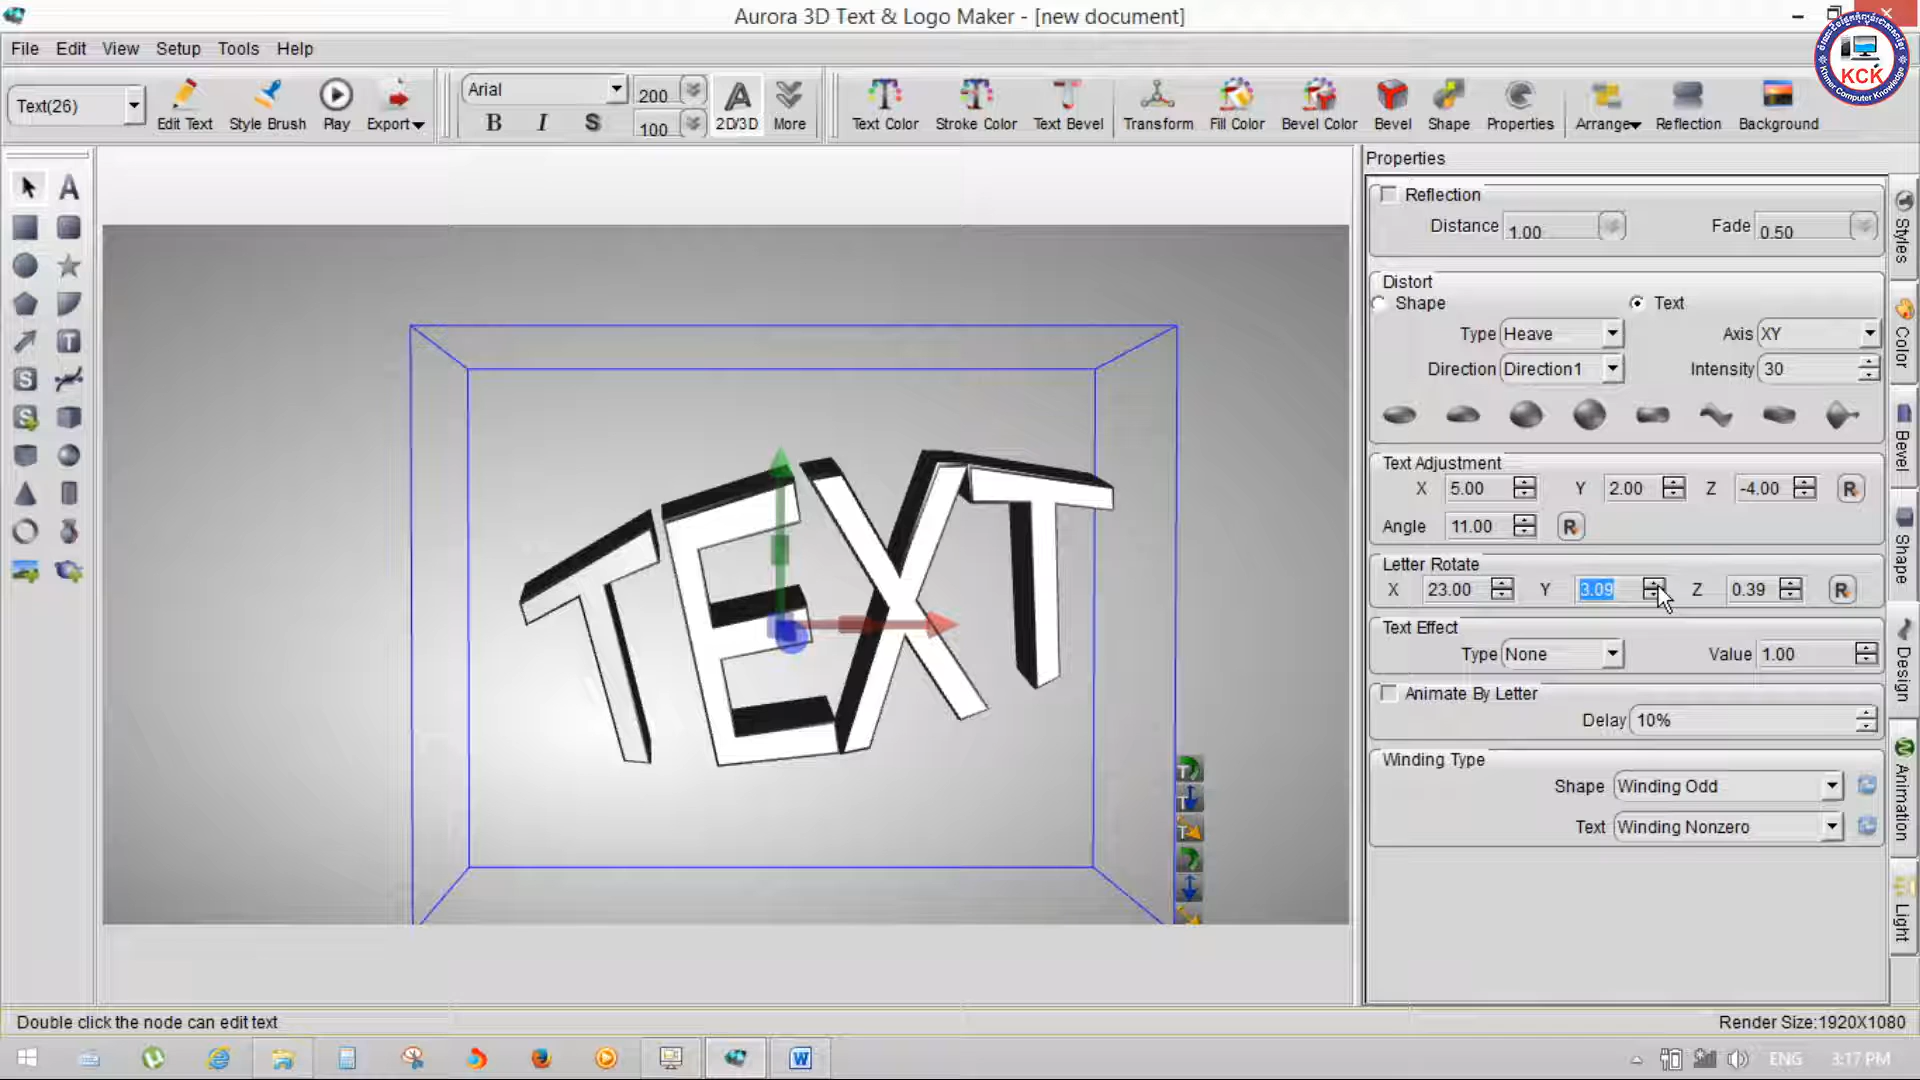 Aurora 3D Text & Logo Maker - [new document]
File Edit View Setup Tools Help
Text(26)
Edit Text Style Brush Play Export
Arial 200
B I S 100
2D/3D More
Text Color Stroke Color Text Bevel Transform Fill Color Bevel Color Bevel Shape Properties Arrange Reflection Background
KCK
Khmer Computer Knowledge
Properties
Reflection
Distance 1.00 Fade 0.50
Distort
Shape Text
Type Heave Axis XY
Direction Direction1 Intensity 30
Text Adjustment
X 5.00 Y 2.00 Z -4.00 R
Angle 11.00 R
Letter Rotate
X 23.00 Y 3.09 Z 0.39 R
Text Effect
Type None Value 1.00
Animate By Letter
Delay 10%
Winding Type
Shape Winding Odd
Text Winding Nonzero
Styles
Color
Bevel
Shape
Design
Animation
Light
TEXT
Double click the node can edit text
Render Size:1920X1080
ENG 3:17 PM